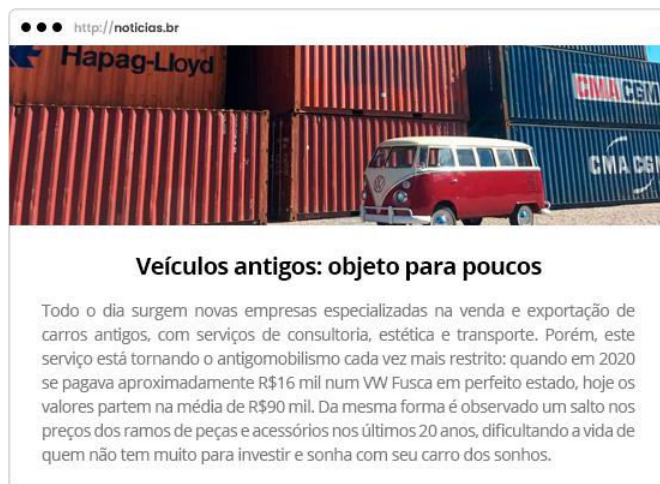 http://noticias.br
Hapag-Lloyd
CMA CGM
CMA CGM
Veículos antigos: objeto para poucos
Todo o dia surgem novas empresas especializadas na venda e exportação de
carros antigos, com serviços de consultoria, estética e transporte. Porém, este
serviço está tornando o antigomobilismo cada vez mais restrito: quando em 2020
se pagava aproximadamente R$16 mil num VW Fusca em perfeito estado, hoje os
valores partem na média de R$90 mil. Da mesma forma é observado um salto nos
preços dos ramos de peças e acessórios nos últimos 20 anos, dificultando a vida de
quem não tem muito para investir e sonha com seu carro dos sonhos.